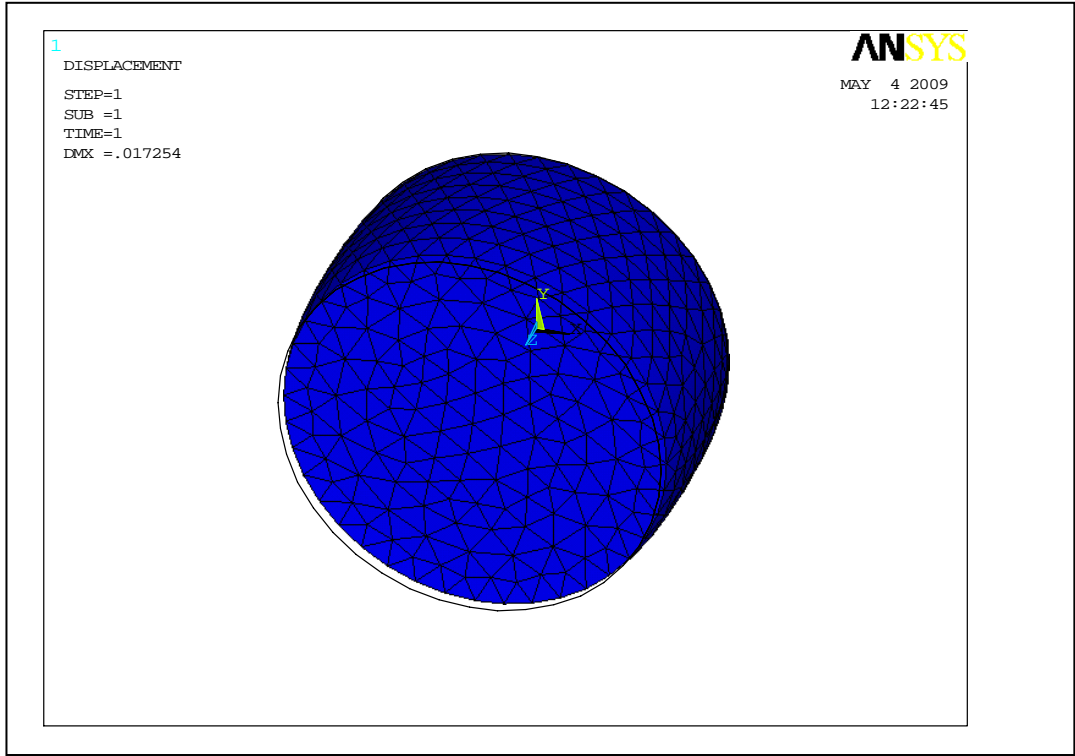 1
DISPLACEMENT
STEP=1
SUB =1
TIME=1
DMX =.017254
ANSYS
MAY 4 2009
12:22:45
Y
X
Z